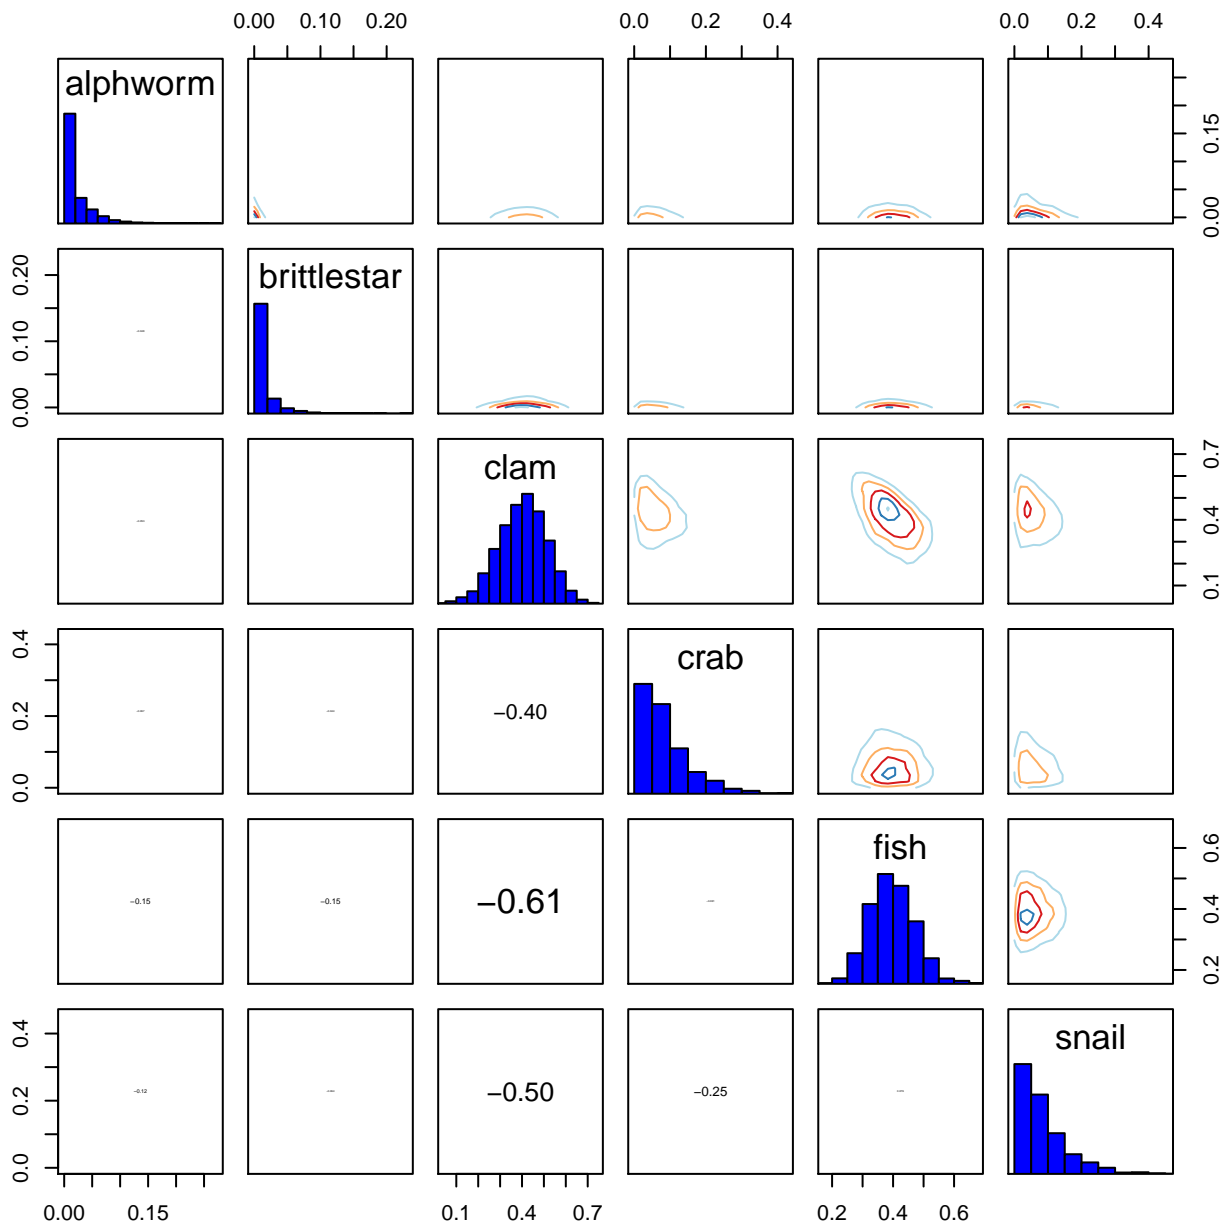 0.00 0.10 0.20 0.0 0.2 0.4 0.0 0.2 0.4
alphworm
0.00 0.15
brittlestar
0.00 0.10 0.20
clam
0.1 0.4 0.7
crab
0.0 0.2 0.4
−0.40
fish
0.2 0.4 0.6
−0.15 −0.15 −0.61
snail
0.0 0.2 0.4
−0.12 −0.50 −0.25
0.00 0.15 0.1 0.4 0.7 0.2 0.4 0.6